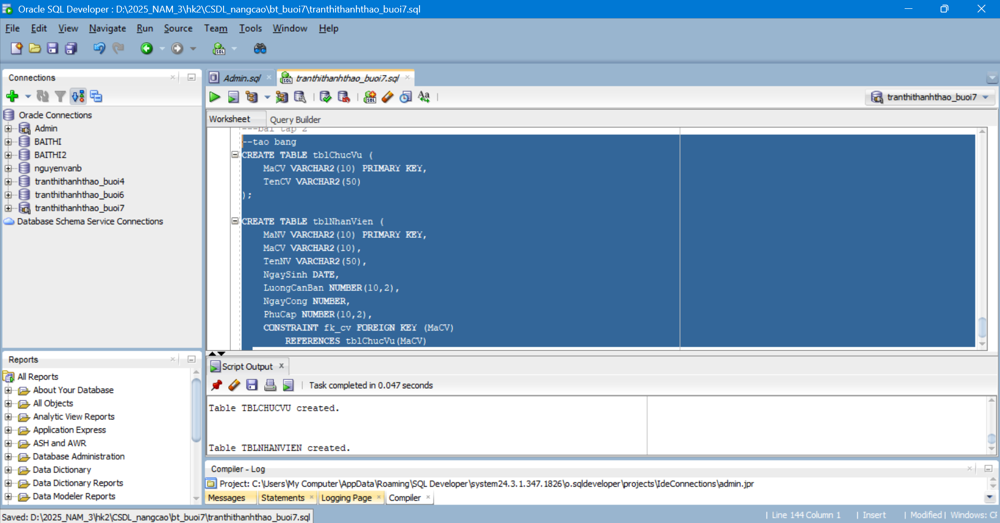 Oracle SQL Developer : D:\2025_NAM_3\hk2\CSDL_nangcao\bt_buoi7\tranthithanhthao_buoi7.sql
File Edit View Navigate Run Source Team Tools Window Help
Connections
Oracle Connections
Admin
BAITHI
BAITHI2
nguyenvanb
tranthithanhthao_buoi4
tranthithanhthao_buoi6
tranthithanhthao_buoi7
Database Schema Service Connections
Reports
All Reports
About Your Database
All Objects
Analytic View Reports
Application Express
ASH and AWR
Database Administration
Data Dictionary
Data Dictionary Reports
Data Modeler Reports
Admin.sql tranthithanhthao_buoi7.sql
tranthithanhthao_buoi7
Worksheet Query Builder
---bai tap 2
--tao bang
CREATE TABLE tblChucVu (
MaCV VARCHAR2(10) PRIMARY KEY,
TenCV VARCHAR2(50)
);
CREATE TABLE tblNhanVien (
MaNV VARCHAR2(10) PRIMARY KEY,
MaCV VARCHAR2(10),
TenNV VARCHAR2(50),
NgaySinh DATE,
LuongCanBan NUMBER(10,2),
NgayCong NUMBER,
PhuCap NUMBER(10,2),
CONSTRAINT fk_cv FOREIGN KEY (MaCV)
REFERENCES tblChucVu(MaCV)
Script Output
Task completed in 0.047 seconds
Table TBLCHUCVU created.
Table TBLNHANVIEN created.
Compiler - Log
Project: C:\Users\My Computer\AppData\Roaming\SQL Developer\system24.3.1.347.1826\o.sqldeveloper\projects\IdeConnections\admin.jpr
Messages Statements Logging Page Compiler
Saved: D:\2025_NAM_3\hk2\CSDL_nangcao\bt_buoi7\tranthithanhthao_buoi7.sql
Line 144 Column 1 | Insert | Modified | Windows: CR